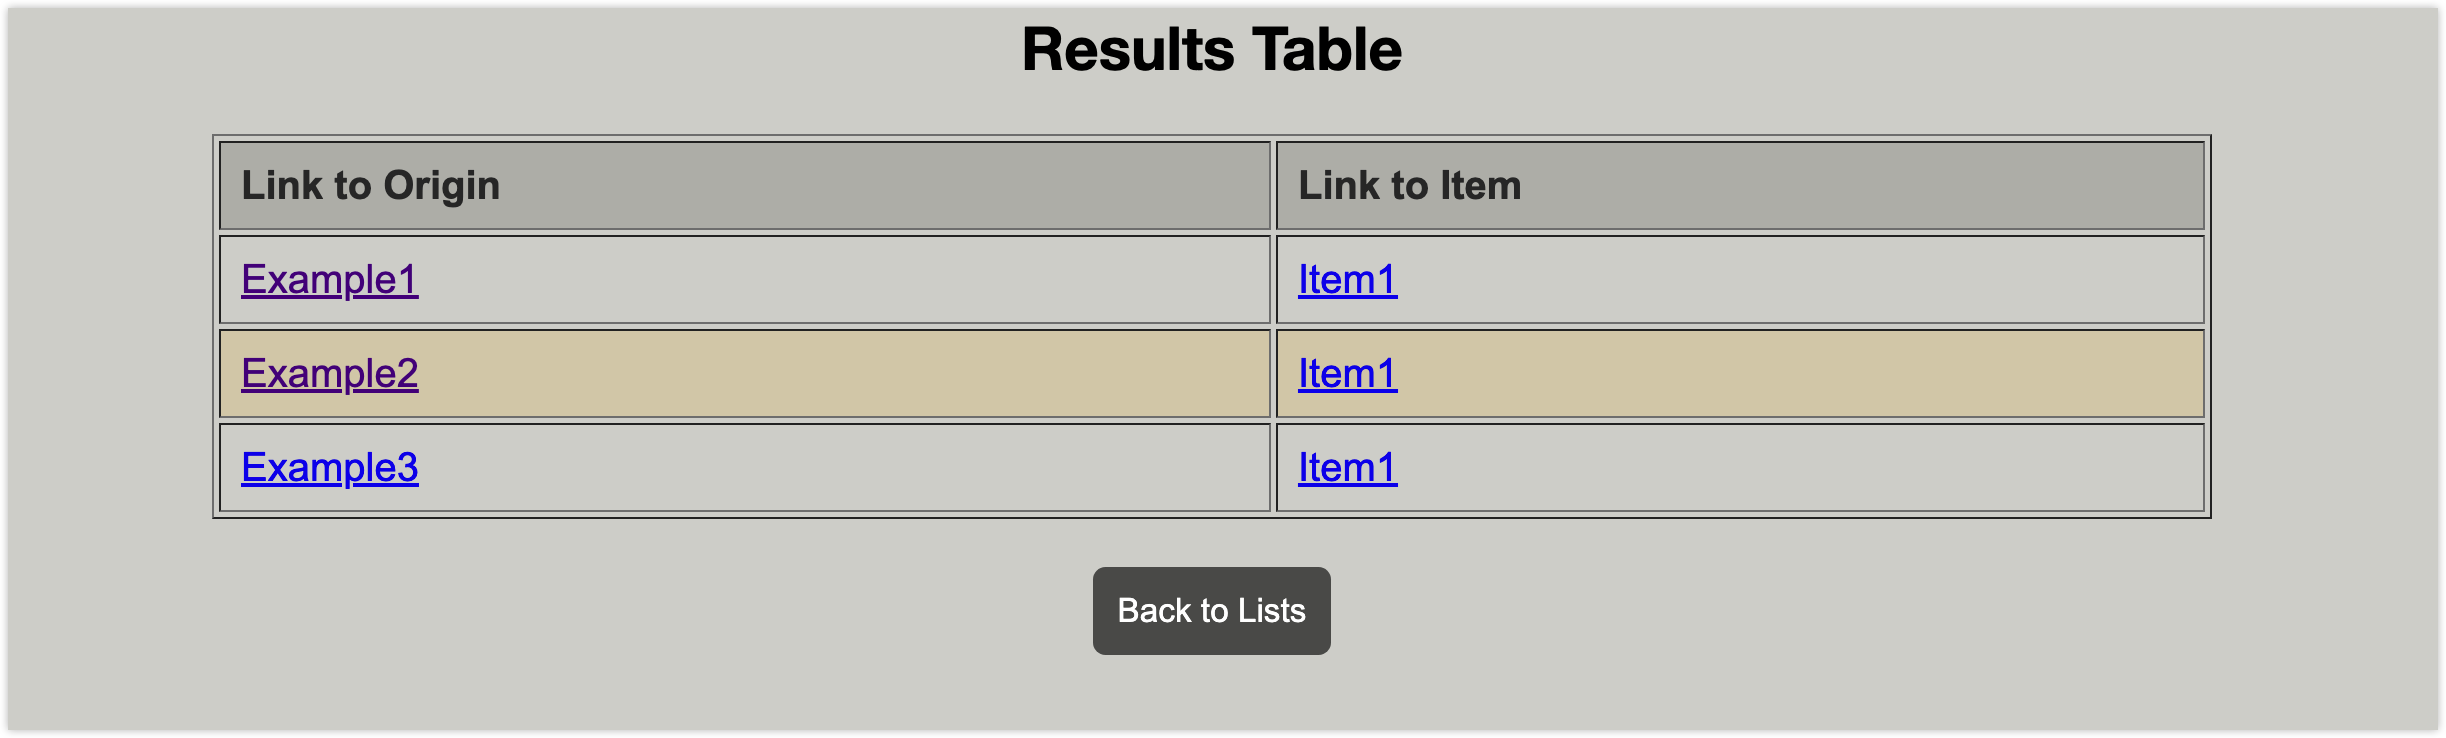 Results Table
Link to Origin Link to Item
Example1 Item1
Example2 Item1
Example3 Item1
Back to Lists